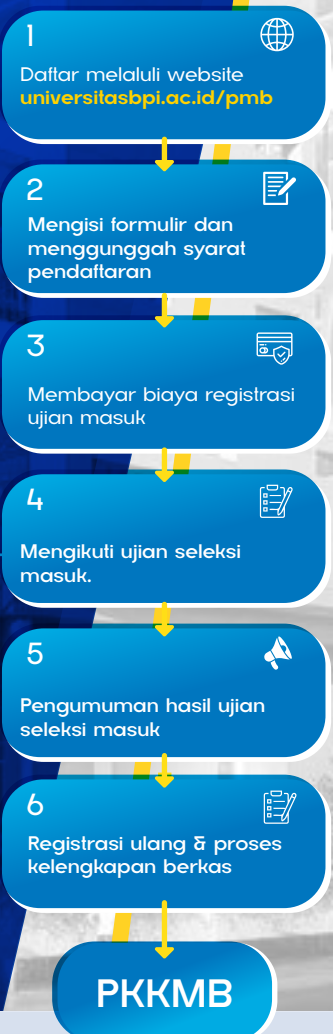 1
Daftar melaluli website
universitasbpi.ac.id/pmb
2
Mengisi formulir dan
menggunggah syarat
pendaftaran
3
Membayar biaya registrasi
ujian masuk
4
Mengikuti ujian seleksi
masuk.
5
Pengumuman hasil ujian
seleksi masuk
6
Registrasi ulang & proses
kelengkapan berkas
PKKMB